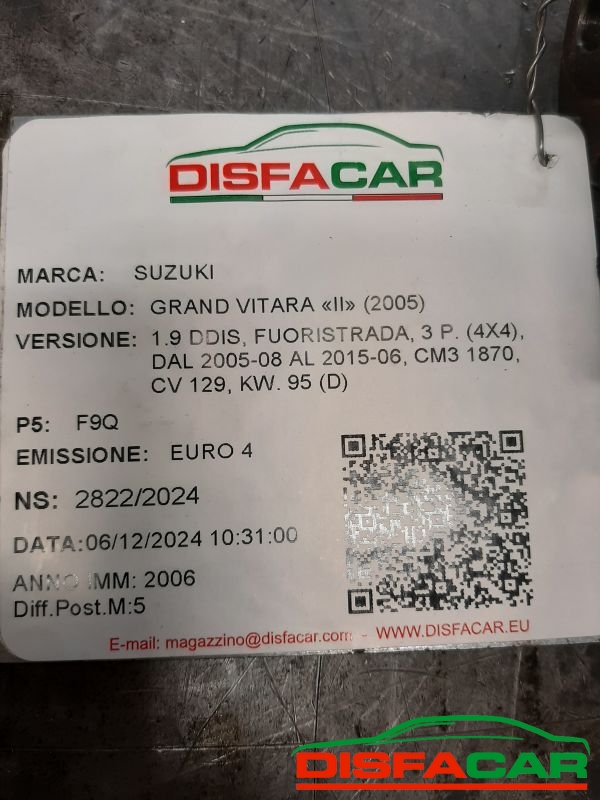 DISFACAR
MARCA: SUZUKI
MODELLO: GRAND VITARA «II» (2005)
VERSIONE: 1.9 DDIS, FUORISTRADA, 3 P. (4X4),
DAL 2005-08 AL 2015-06, CM3 1870,
CV 129, KW. 95 (D)
P5: F9Q
EMISSIONE: EURO 4
NS: 2822/2024
DATA:06/12/2024 10:31:00
ANNO IMM: 2006
Diff.Post.M:5
E-mail: magazzino@disfacar.com - WWW.DISFACAR.EU
DISFACAR